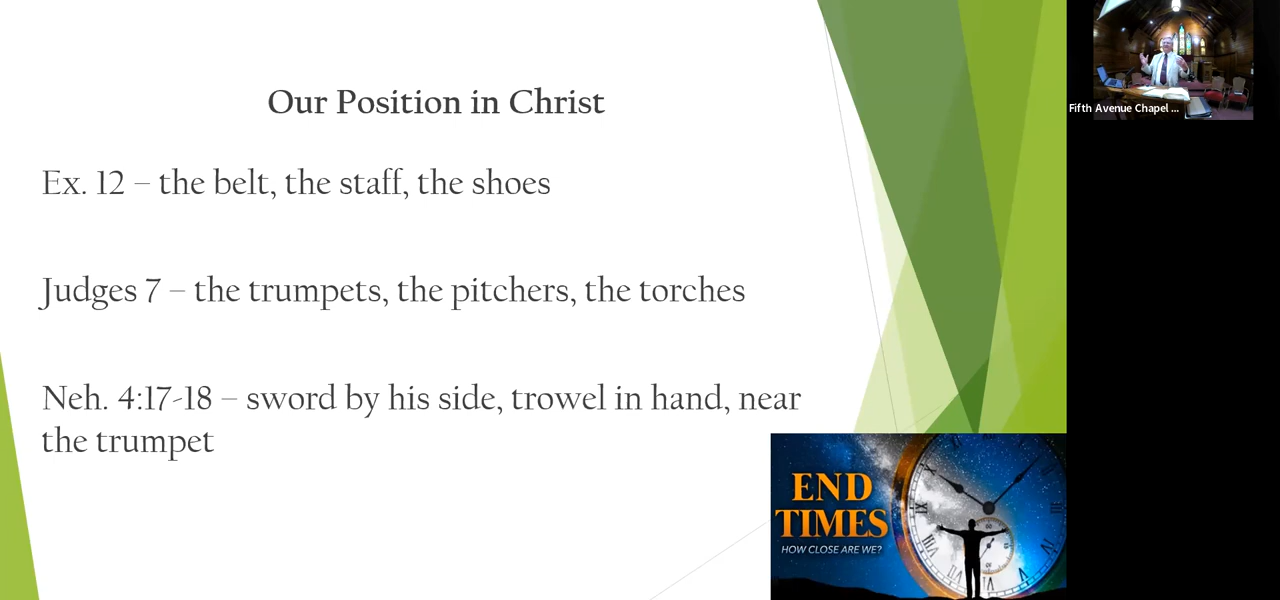 Our Position in Christ
Ex. 12 – the belt, the staff, the shoes
Judges 7 – the trumpets, the pitchers, the torches
Neh. 4:17-18 – sword by his side, trowel in hand, near
the trumpet
END
TIMES
HOW CLOSE ARE WE?
Fifth Avenue Chapel ...